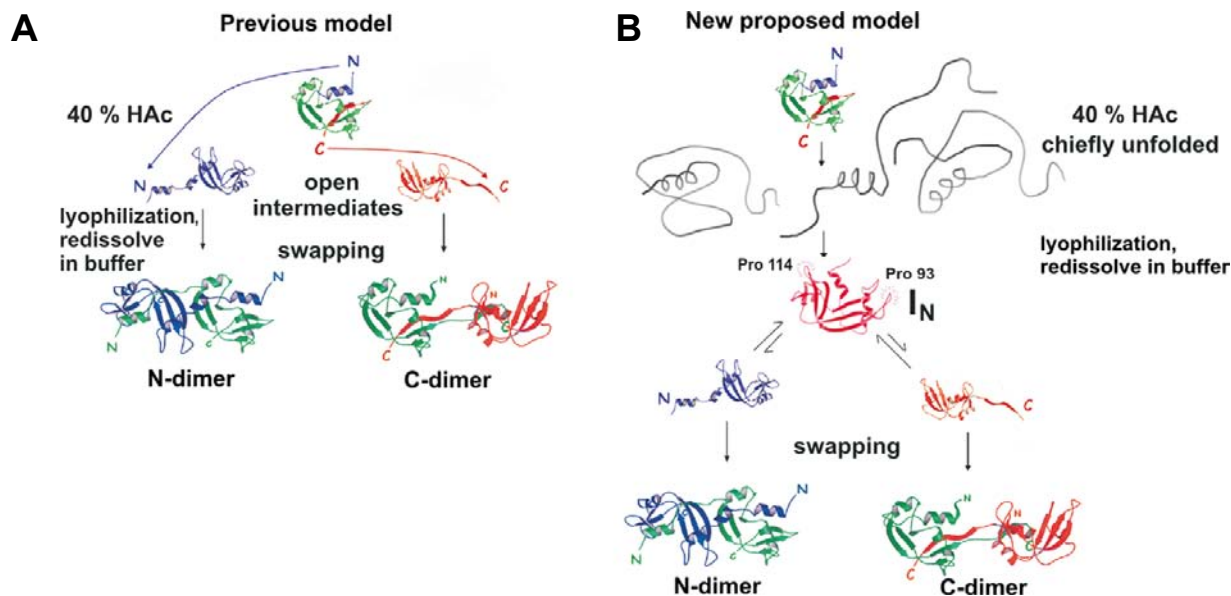 A
Previous model
N
40 % HAc
C
N
open
intermediates
C
lyophilization,
redissolve
in buffer
swapping
N
N
N
C
N
C
N-dimer
C-dimer
B
New proposed model
N
C
40 % HAc
chiefly unfolded
lyophilization,
redissolve in buffer
Pro 114
Pro 93
IN
N
C
swapping
N
N
N
N
C
C
N-dimer
C-dimer